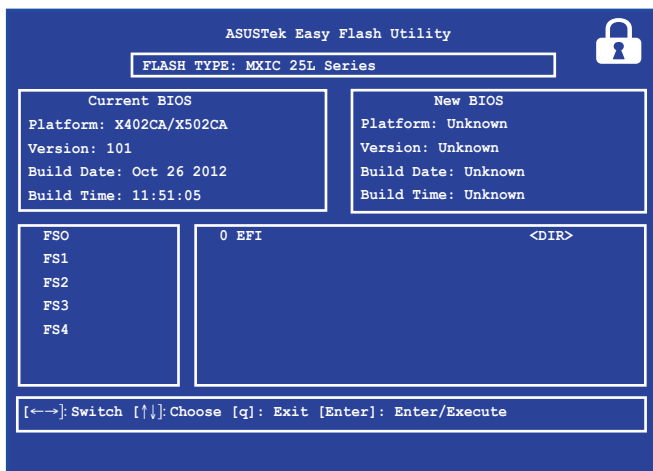 ASUSTek Easy Flash Utility
FLASH TYPE: MXIC 25L Series
Current BIOS
Platform: X402CA/X502CA
Version: 101
Build Date: Oct 26 2012
Build Time: 11:51:05
New BIOS
Platform: Unknown
Version: Unknown
Build Date: Unknown
Build Time: Unknown
FSO
FS1
FS2
FS3
FS4
0 EFI <DIR>
[←→]: Switch [↑↓]: Choose [q]: Exit [Enter]: Enter/Execute